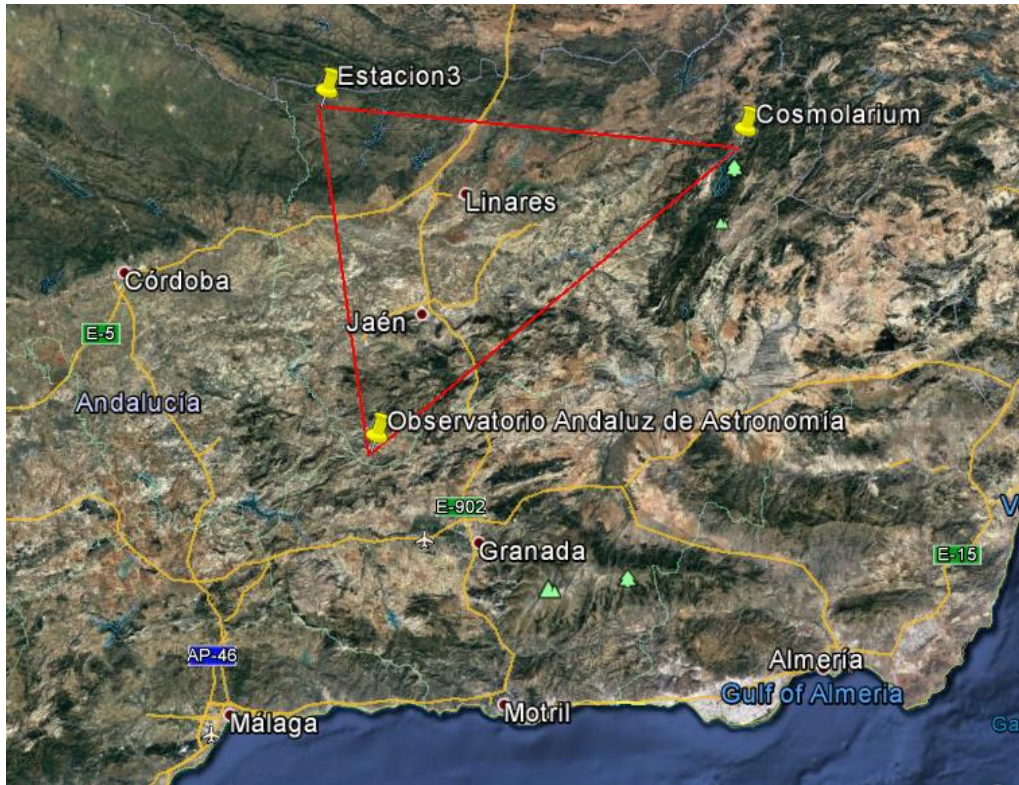 Estacion3
Cosmolarium
Linares
Córdoba
Jaén
E-5
Andalucía
Observatorio Andaluz de Astronomía
E-902
V
Granada
E-15
AP-46
Almería
Gulf of Almeria
Motril
Málaga
Ga